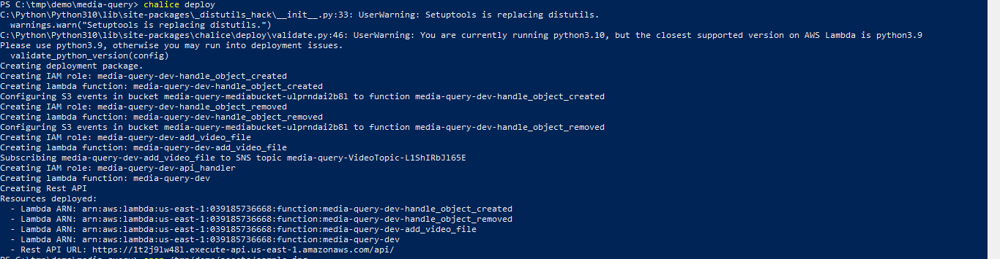 PS C:\tmp\demo\media-query> chalice deploy
C:\Python\Python310\lib\site-packages\_distutils_hack\__init__.py:33: UserWarning: Setuptools is replacing distutils.
  warnings.warn("Setuptools is replacing distutils.")
C:\Python\Python310\lib\site-packages\chalice\deploy\validate.py:46: UserWarning: You are currently running python3.10, but the closest supported version on AWS Lambda is python3.9
Please use python3.9, otherwise you may run into deployment issues.
  validate_python_version(config)
Creating deployment package.
Creating IAM role: media-query-dev-handle_object_created
Creating lambda function: media-query-dev-handle_object_created
Configuring S3 events in bucket media-query-mediabucket-ulprndai2b8l to function media-query-dev-handle_object_created
Creating IAM role: media-query-dev-handle_object_removed
Creating lambda function: media-query-dev-handle_object_removed
Configuring S3 events in bucket media-query-mediabucket-ulprndai2b8l to function media-query-dev-handle_object_removed
Creating IAM role: media-query-dev-add_video_file
Creating lambda function: media-query-dev-add_video_file
Subscribing media-query-dev-add_video_file to SNS topic media-query-VideoTopic-L1ShIRbJl65E
Creating IAM role: media-query-dev-api_handler
Creating lambda function: media-query-dev
Creating Rest API
Resources deployed:
  - Lambda ARN: arn:aws:lambda:us-east-1:039185736668:function:media-query-dev-handle_object_created
  - Lambda ARN: arn:aws:lambda:us-east-1:039185736668:function:media-query-dev-handle_object_removed
  - Lambda ARN: arn:aws:lambda:us-east-1:039185736668:function:media-query-dev-add_video_file
  - Lambda ARN: arn:aws:lambda:us-east-1:039185736668:function:media-query-dev
  - Rest API URL: https://1t2j9lw48l.execute-api.us-east-1.amazonaws.com/api/
PS C:\tmp\demo\media-query>